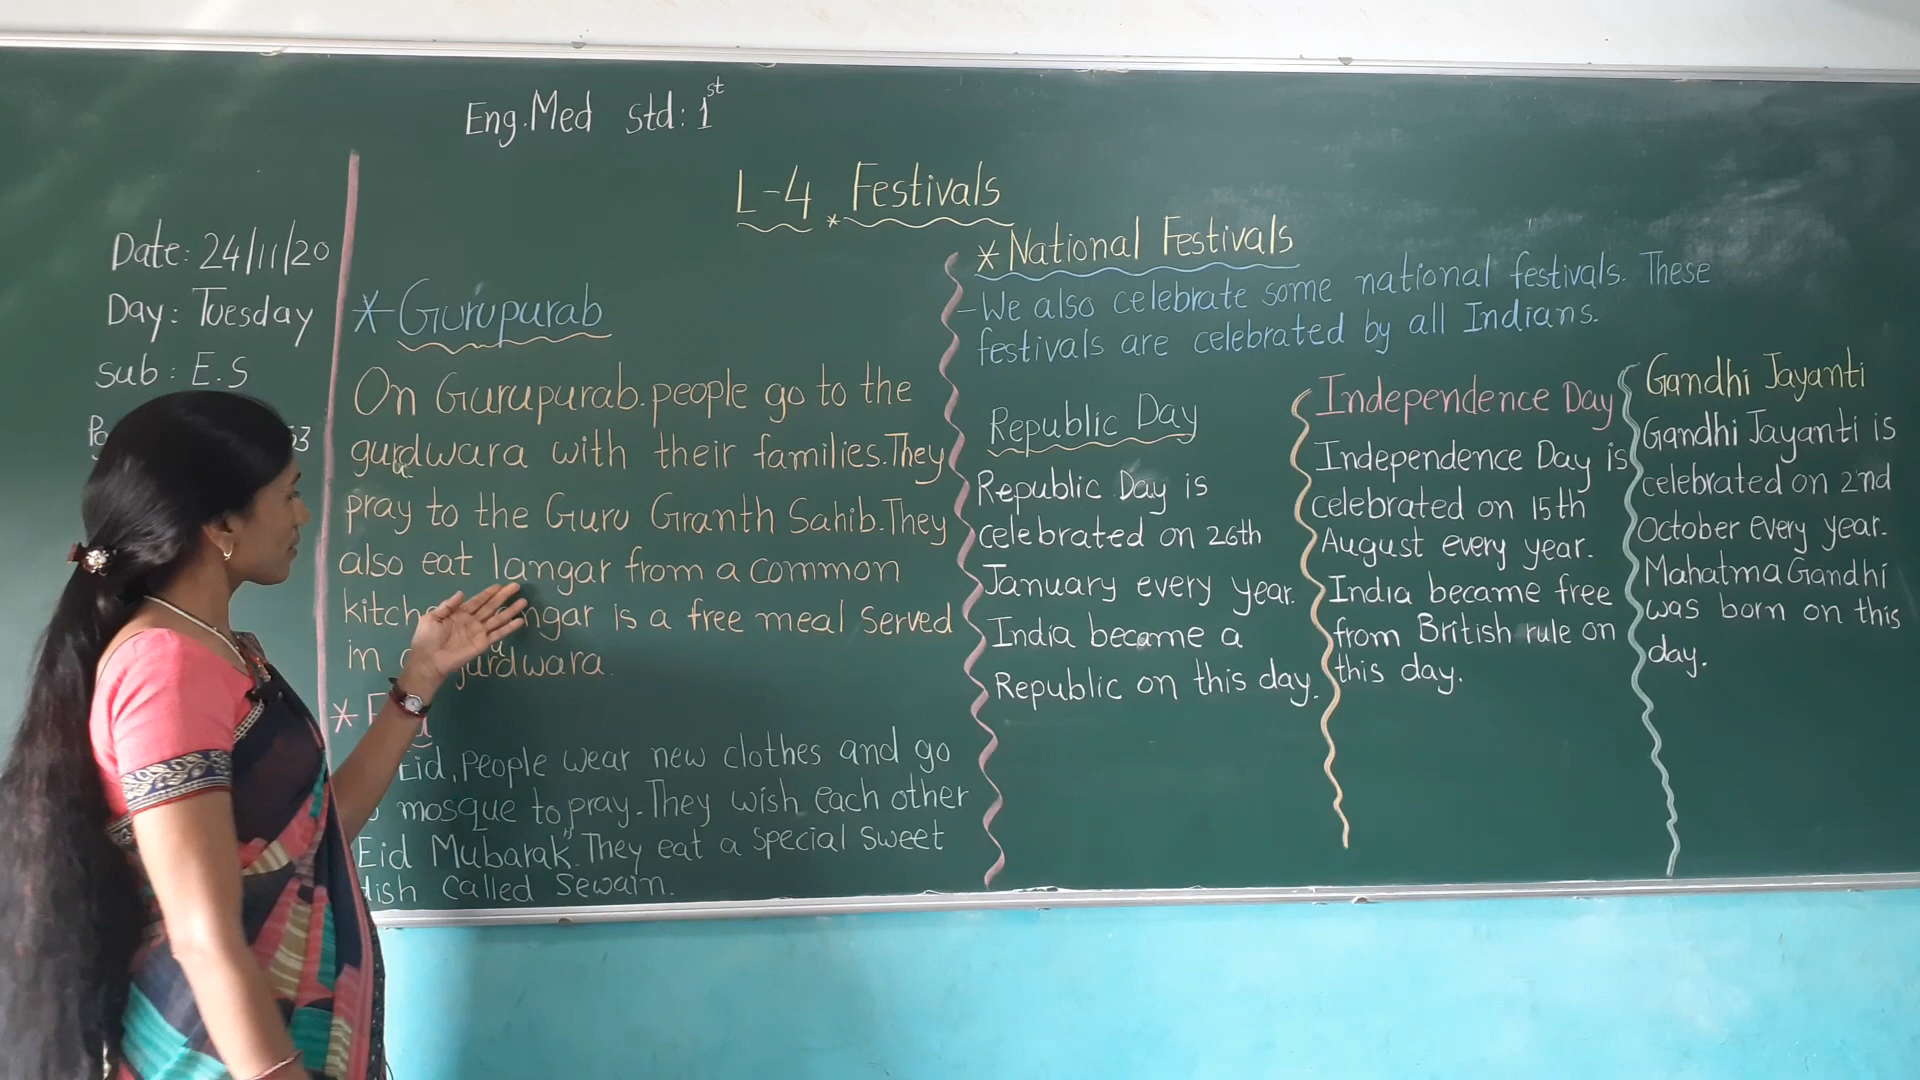 Eng.Med Std: 1st
L-4 Festivals
Date: 24/11/20
Day: Tuesday
Sub: E.S
* Gurupurab
On Gurupurab. people go to the
gurdwara with their families. They
pray to the Guru Granth Sahib. They
also eat langar from a common
is a free meal served
in
* National Festivals
- We also celebrate some national festivals. These
festivals are celebrated by all Indians.
Republic Day
Republic Day is
celebrated on 26th
January every year.
India became a
Republic on this day.
Independence Day
Independence Day is
celebrated on 15th
August every year.
India became free
from British rule on
this day.
Gandhi Jayanti
Gandhi Jayanti is
celebrated on 2nd
October every year.
Mahatma Gandhi
was born on this
day.
Eid, People wear new clothes and go
mosque to pray. They wish each other
Eid Mubarak". They eat a special sweet
called Sewain.